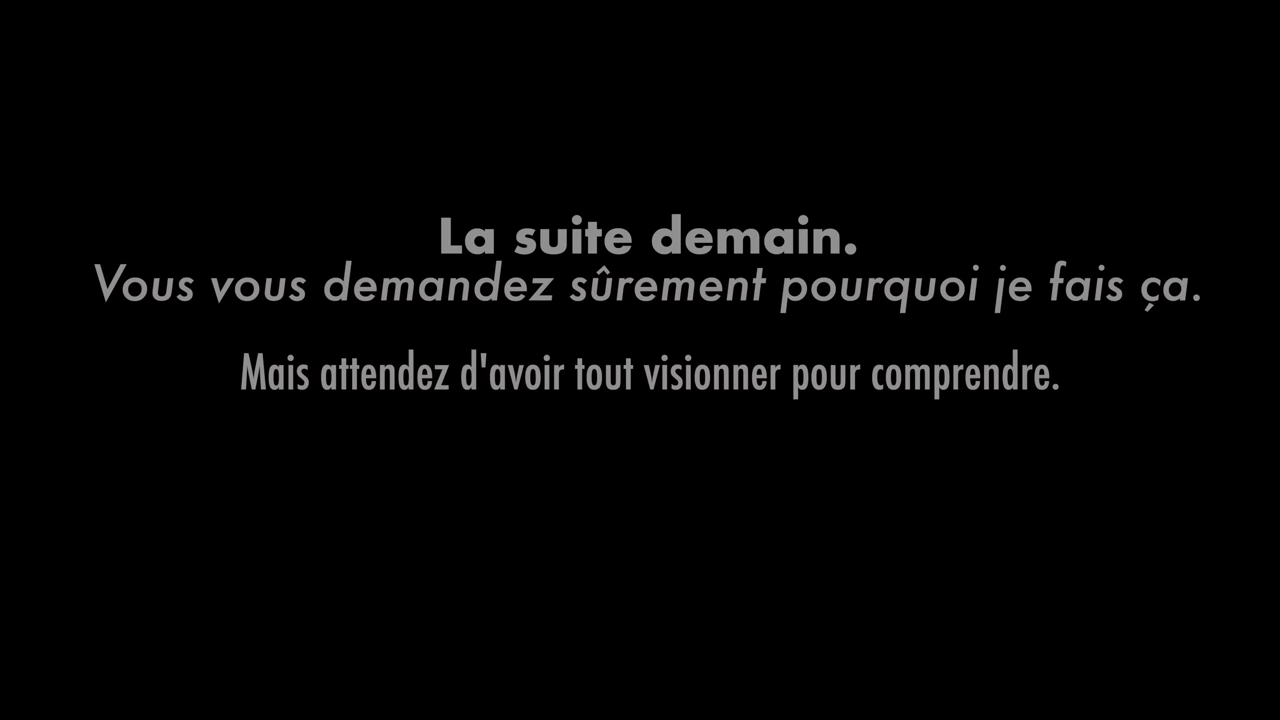 La suite demain.
Vous vous demandez sûrement pourquoi je fais ça.
Mais attendez d'avoir tout visionner pour comprendre.